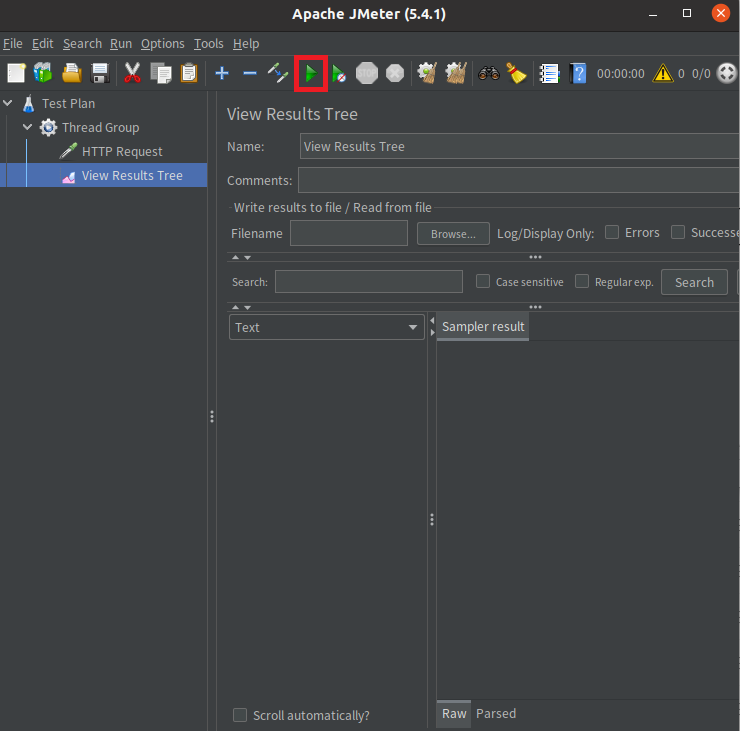 Apache JMeter (5.4.1)
File Edit Search Run Options Tools Help
STOP 00:00:00 0 0/0
Test Plan
Thread Group
HTTP Request
View Results Tree
View Results Tree
Name: View Results Tree
Comments:
Write results to file / Read from file
Filename Browse... Log/Display Only: Errors Successe
Search: Case sensitive Regular exp. Search
Text
Sampler result
Scroll automatically?
Raw Parsed